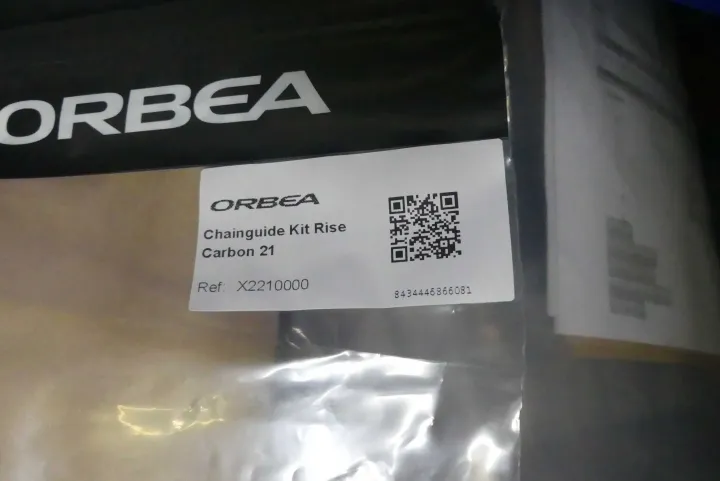 ORBEA
ORBEA
Chainguide Kit Rise
Carbon 21
Ref: X2210000
8434446866081